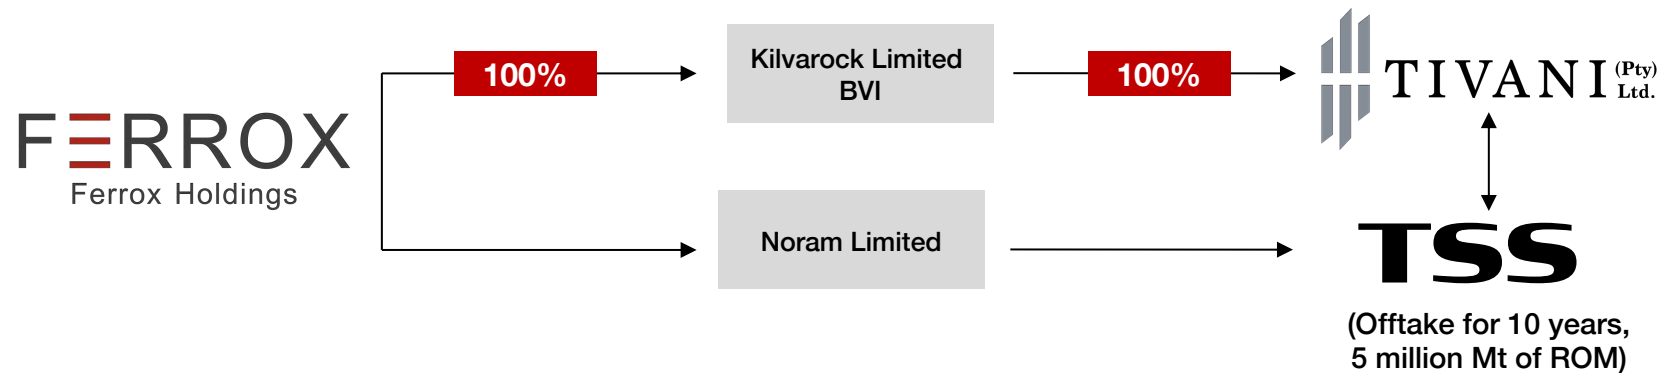 FERROX
Ferrox Holdings
100%
Kilvarock Limited
BVI
100%
TIVANI (Pty) Ltd.
Noram Limited
TSS
(Offtake for 10 years,
5 million Mt of ROM)